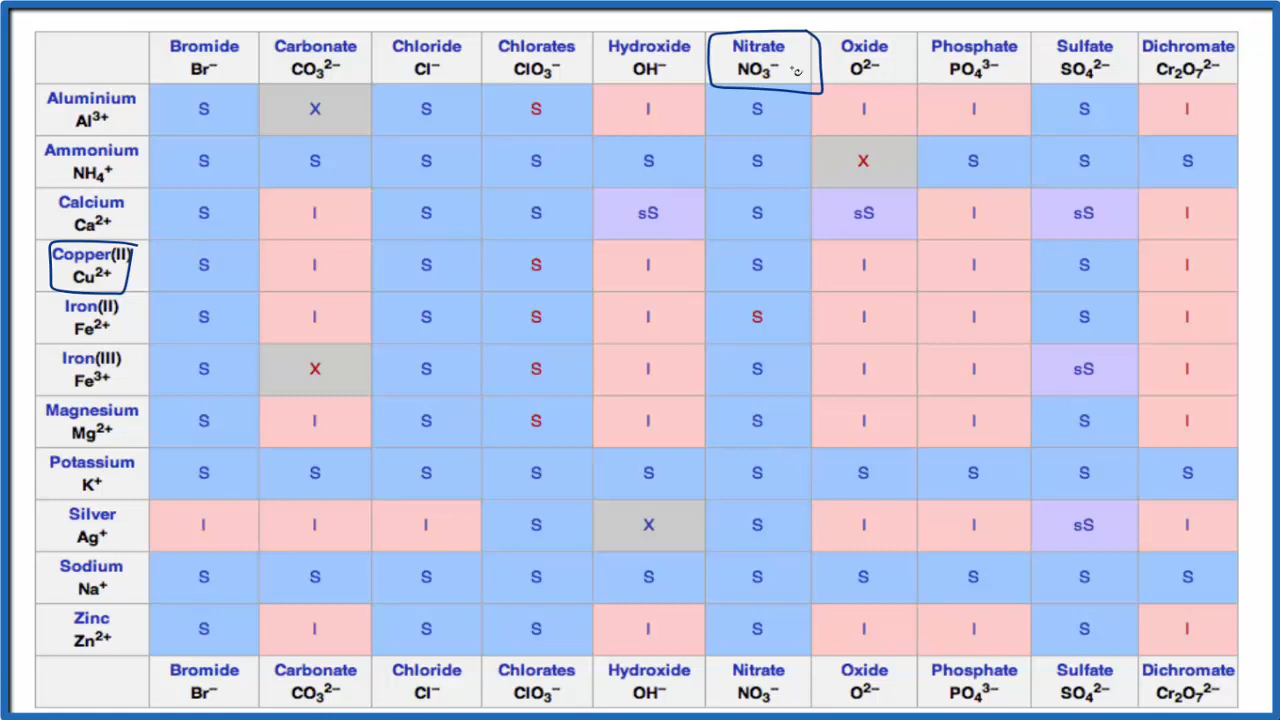 Bromide Carbonate Chloride Chlorates Hydroxide Nitrate Oxide Phosphate Sulfate Dichromate
Br⁻ CO₃²⁻ Cl⁻ ClO₃⁻ OH⁻ NO₃⁻ O²⁻ PO₄³⁻ SO₄²⁻ Cr₂O₇²⁻
Aluminium
Al³⁺ S X S S I S I I S I
Ammonium
NH₄⁺ S S S S S S X S S S
Calcium
Ca²⁺ S I S S sS S sS I sS I
Copper(II)
Cu²⁺ S I S S I S I I S I
Iron(II)
Fe²⁺ S I S S I S I I S I
Iron(III)
Fe³⁺ S X S S I S I I sS I
Magnesium
Mg²⁺ S I S S I S I I S I
Potassium
K⁺ S S S S S S S S S S
Silver
Ag⁺ I I I S X S I I sS I
Sodium
Na⁺ S S S S S S S S S S
Zinc
Zn²⁺ S I S S I S I I S I
Bromide Carbonate Chloride Chlorates Hydroxide Nitrate Oxide Phosphate Sulfate Dichromate
Br⁻ CO₃²⁻ Cl⁻ ClO₃⁻ OH⁻ NO₃⁻ O²⁻ PO₄³⁻ SO₄²⁻ Cr₂O₇²⁻